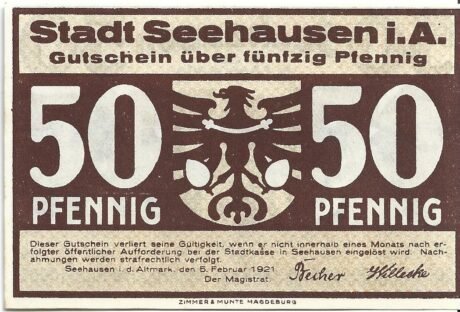 Stadt Seehausen i.A.
Gutschein über fünfzig Pfennig
50 50
PFENNIG PFENNIG
Dieser Gutschein verliert seine Gültigkeit, wenn er nicht innerhalb eines Monats nach er-
folgter öffentlicher Aufforderung bei der Stadtkasse in Seehausen eingelöst wird. Nach-
ahmungen werden strafrechtlich verfolgt.
Seehausen i. d. Altmark, den 5. Februar 1921.
Der Magistrat
Becher
ZIMMER & MUNTE MAGDEBURG